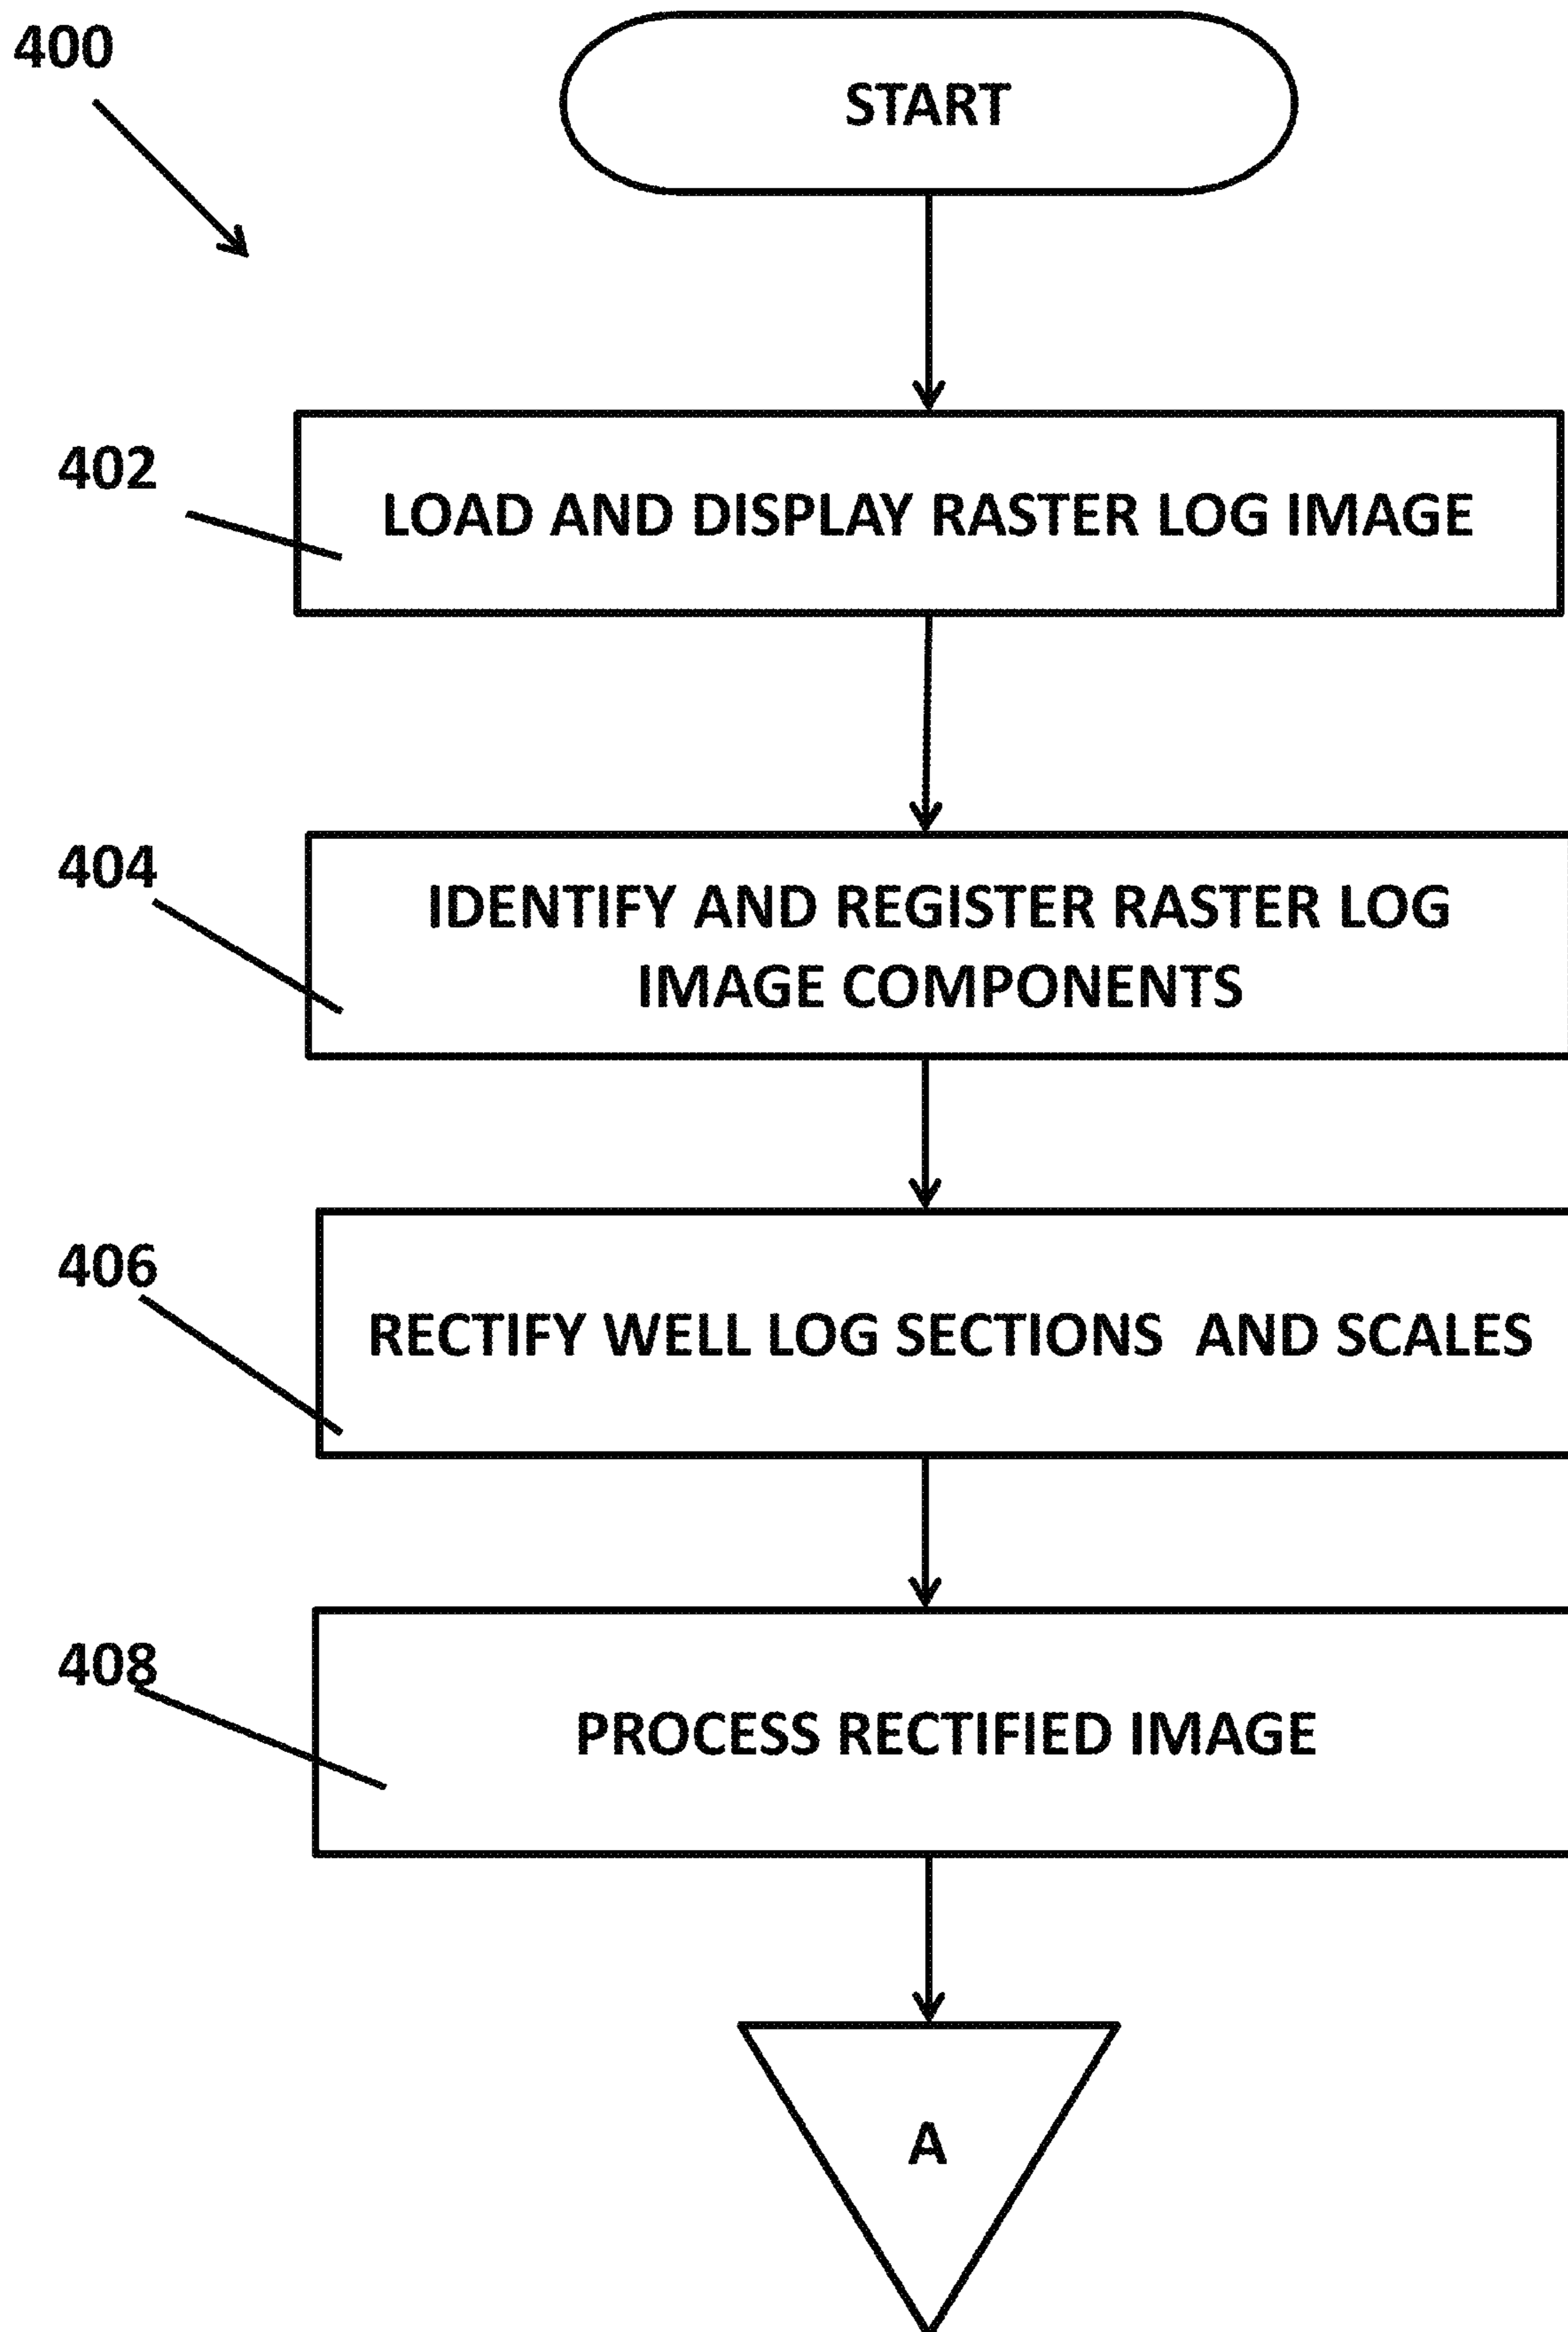 400
START
402
LOAD AND DISPLAY RASTER LOG IMAGE
404
IDENTIFY AND REGISTER RASTER LOG
IMAGE COMPONENTS
406
RECTIFY WELL LOG SECTIONS AND SCALES
408
PROCESS RECTIFIED IMAGE
A